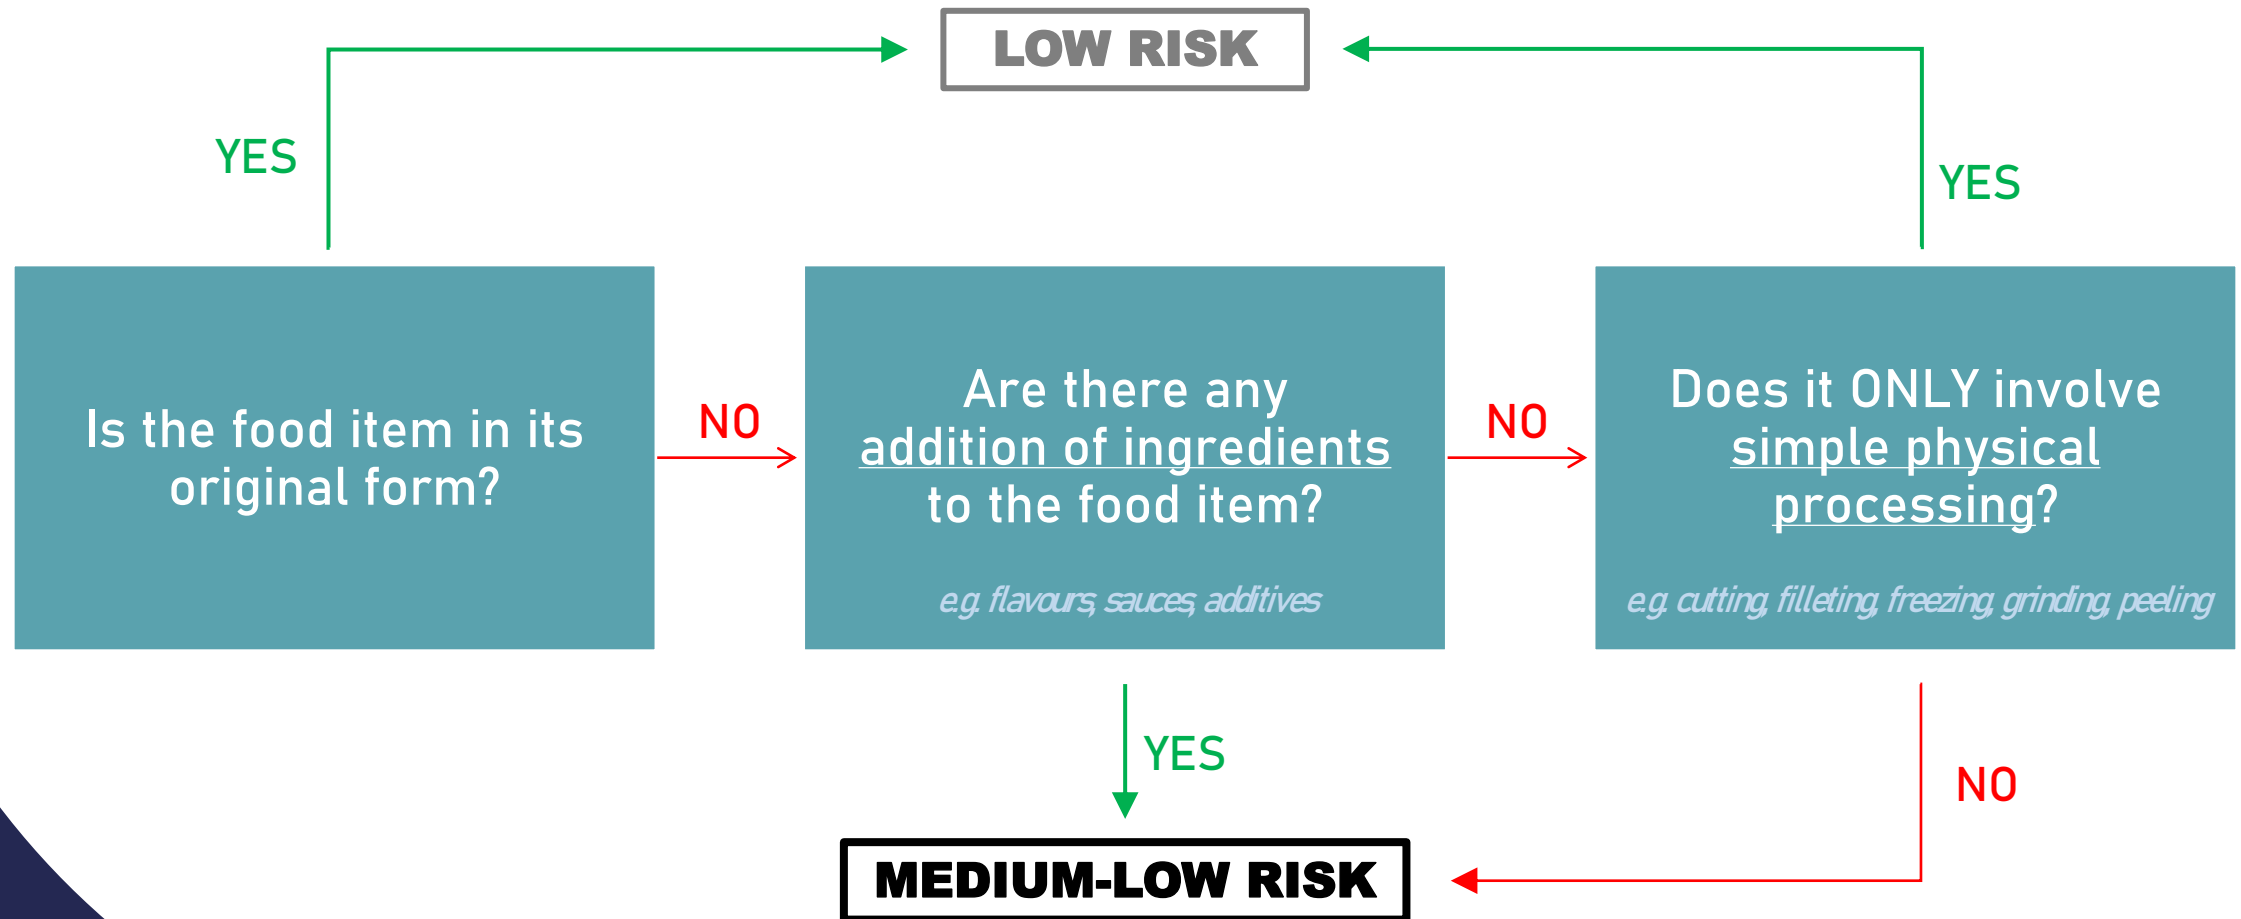 LOW RISK
YES
YES
Is the food item in its
original form?
NO
Are there any
addition of ingredients
to the food item?
e.g. flavours, sauces, additives
NO
Does it ONLY involve
simple physical
processing?
e.g. cutting, filleting, freezing, grinding, peeling
YES
NO
MEDIUM-LOW RISK